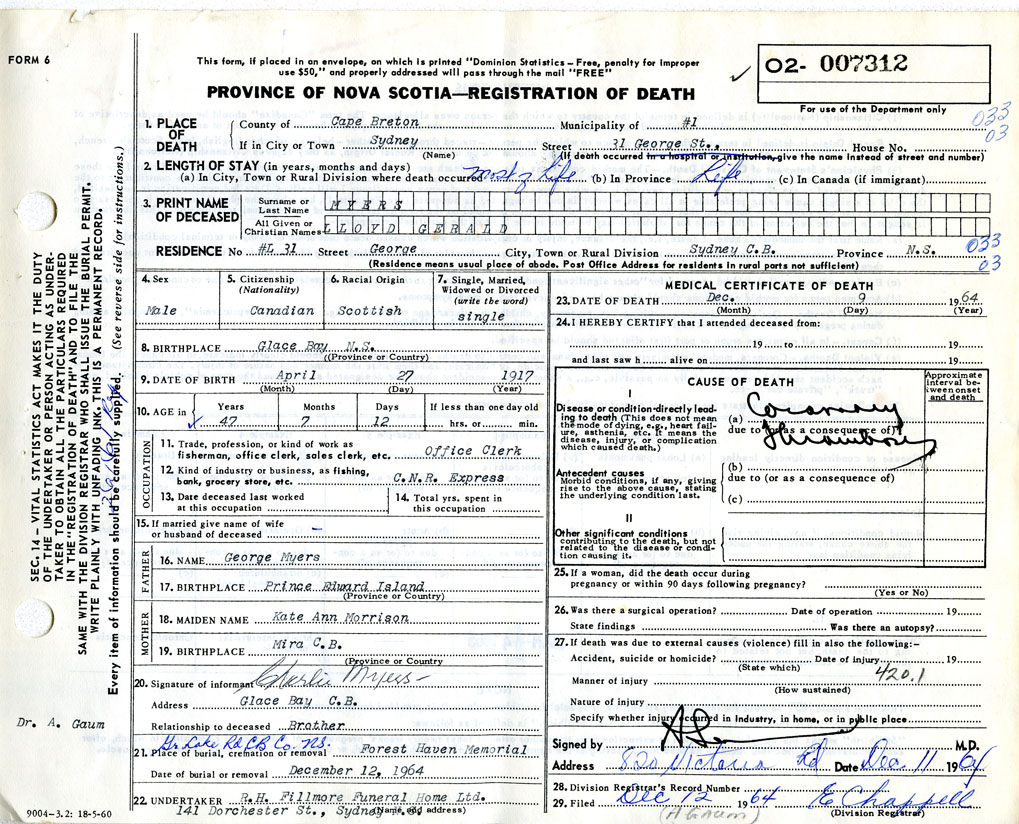 FORM 6
This form, if placed in an envelope, on which is printed "Dominion Statistics – Free, penalty for improper
use $50," and properly addressed will pass through the mail "FREE"
PROVINCE OF NOVA SCOTIA—REGISTRATION OF DEATH
✓ 02- 007312
For use of the Department only
033
03
1. PLACE OF DEATH
County of Cape Breton Municipality of #1
If in City or Town Sydney Street 31 George St., House No.
(Name) (If death occurred in a hospital or institution, give the name instead of street and number)
2. LENGTH OF STAY (in years, months and days)
(a) In City, Town or Rural Division where death occurred most of Life (b) In Province Life (c) In Canada (if immigrant)
3. PRINT NAME OF DECEASED
Surname or Last Name MYERS
All Given or Christian Names LLOYD GERALD
RESIDENCE No #L 31 Street George City, Town or Rural Division Sydney C.B. Province N.S. 033
03
(Residence means usual place of abode. Post Office Address for residents in rural parts not sufficient)
4. Sex
Male
5. Citizenship
(Nationality)
Canadian
6. Racial Origin
Scottish
7. Single, Married,
Widowed or Divorced
(write the word)
single
8. BIRTHPLACE Glace Bay N.S.
(Province or Country)
9. DATE OF BIRTH April 27 1917
(Month) (Day) (Year)
10. AGE in Years Months Days If less than one day old
✓ 47 7 12 hrs. or min.
OCCUPATION
11. Trade, profession, or kind of work as
fisherman, office clerk, sales clerk, etc. Office Clerk
12. Kind of industry or business, as fishing,
bank, grocery store, etc. C.N.R. Express
13. Date deceased last worked
at this occupation
14. Total yrs. spent in
this occupation
15. If married give name of wife
or husband of deceased –
FATHER
16. NAME George Myers
17. BIRTHPLACE Prince Edward Island
(Province or Country)
MOTHER
18. MAIDEN NAME Kate Ann Morrison
19. BIRTHPLACE Mira C.B.
(Province or Country
20. Signature of informant Charlie Myers
Address Glace Bay C.B.
Relationship to deceased Brother
Gr Lake Rd C.B. Co. N.S.
21. Place of burial, cremation or removal Forest Haven Memorial
Date of burial or removal December 12, 1964
22. UNDERTAKER R.H. Fillmore Funeral Home Ltd.
141 Dorchester St., Sydney
(Name and address)
MEDICAL CERTIFICATE OF DEATH
23. DATE OF DEATH Dec. 9 1964
(Month) (Day) (Year)
24. I HEREBY CERTIFY that I attended deceased from:
19 to 19
and last saw h alive on 19
CAUSE OF DEATH
Approximate
interval be-
tween onset
and death
I
Disease or condition directly lead-
ing to death (This does not mean
the mode of dying, e.g., heart fail-
ure, asthenia, etc. It means the
disease, injury, or complication
which caused death.)
(a) Coronary
due to (or as a consequence of)
Thrombosis
Antecedent causes
Morbid conditions, if any, giving
rise to the above cause, stating
the underlying condition last.
(b)
due to (or as a consequence of)
(c)
II
Other significant conditions
contributing to the death, but not
related to the disease or condi-
tion causing it.
25. If a woman, did the death occur during
pregnancy or within 90 days following pregnancy?
(Yes or No)
26. Was there a surgical operation? Date of operation 19
State findings Was there an autopsy?
27. If death was due to external causes (violence) fill in also the following:–
Accident, suicide or homicide? Date of injury 19
(State which)
420.1
Manner of injury
(How sustained)
Nature of injury
Specify whether injury occurred in Industry, in home, or in public place
Signed by M.D.
Address 820 Victoria Rd Date Dec. 11 1964
28. Division Registrar's Record Number
29. Filed Dec 12 1964 E Chappell
(Division Registrar)
SEC. 14 – VITAL STATISTICS ACT MAKES IT THE DUTY
OF THE UNDERTAKER OR PERSON ACTING AS UNDER-
TAKER TO OBTAIN ALL THE PARTICULARS REQUIRED
IN THE "REGISTRATION OF DEATH" AND TO FILE THE
SAME WITH THE DIVISION REGISTRAR WHO SHALL ISSUE THE BURIAL PERMIT.
WRITE PLAINLY WITH UNFADING INK. THIS IS A PERMANENT RECORD.
Every item of information should be carefully supplied. (See reverse side for instructions.)
Dr. A. Gaum
9004-3.2: 18-5-60